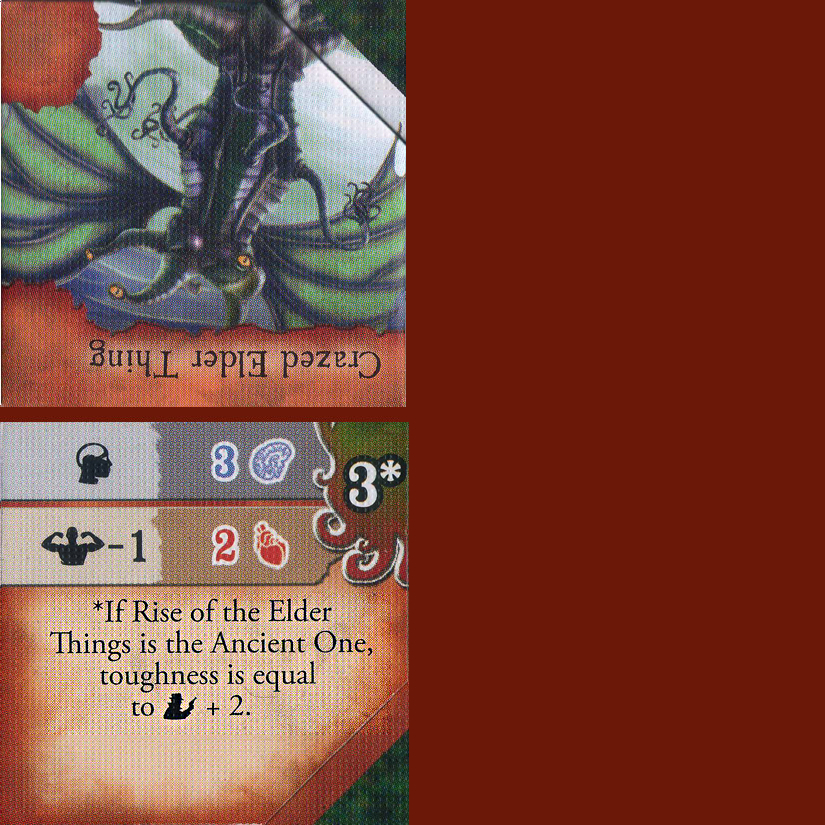 Crazed Elder Thing
3
3*
-1
2
*If Rise of the Elder
Things is the Ancient One,
toughness is equal
to + 2.